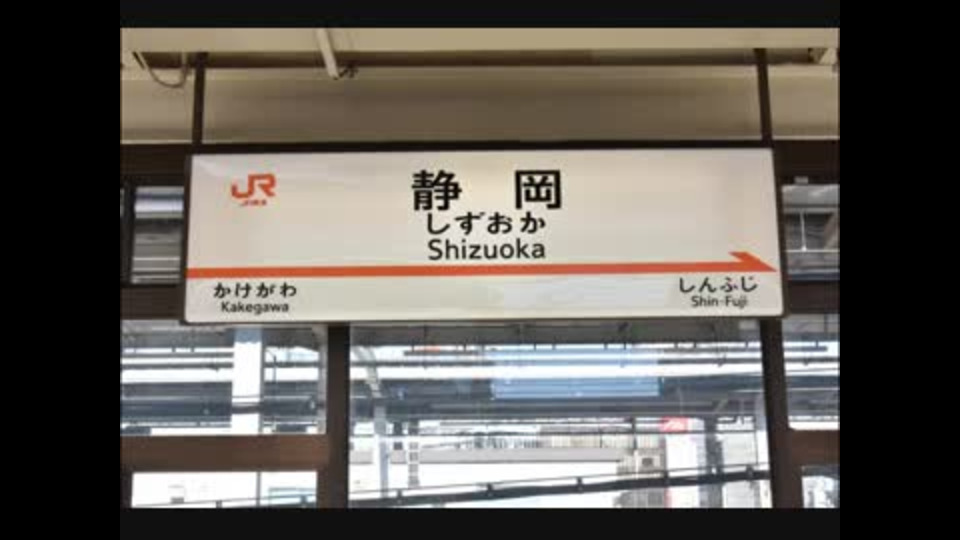 JR
静 岡
しずおか
Shizuoka
かけがわ
Kakegawa
しんふじ
Shin-Fuji